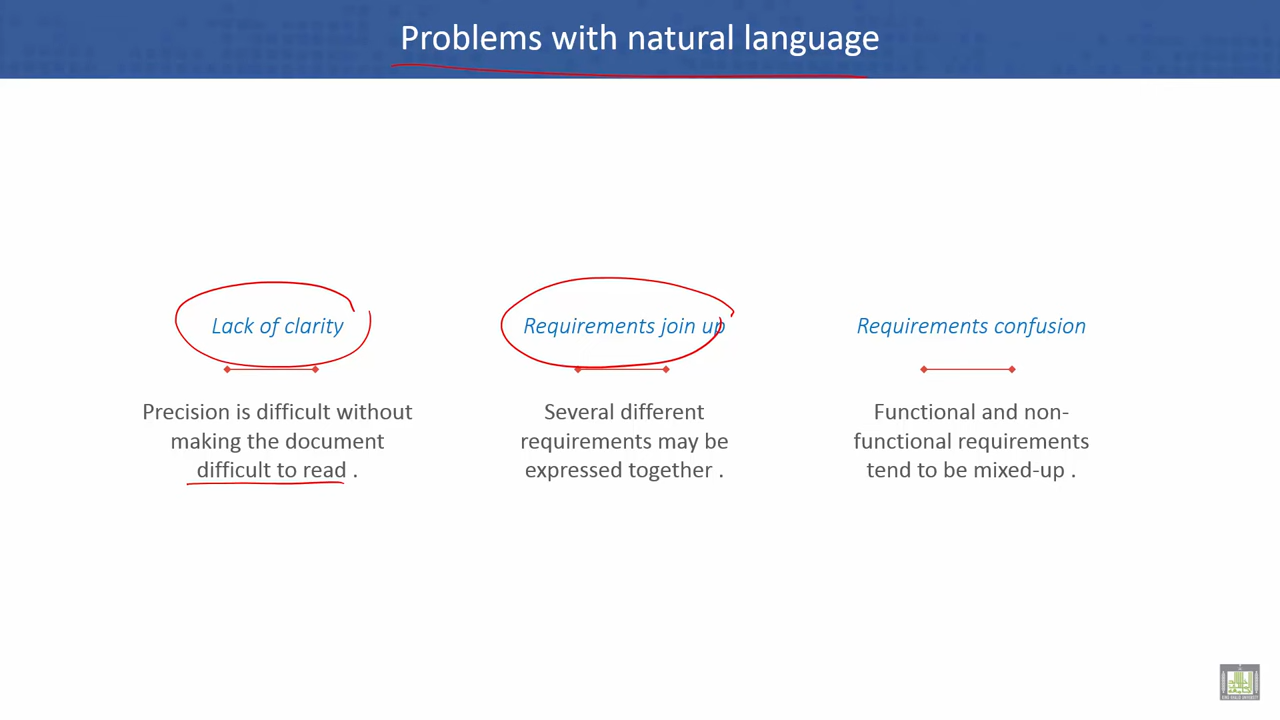 Problems with natural language
Lack of clarity
Precision is difficult without
making the document
difficult to read .
Requirements join up
Several different
requirements may be
expressed together .
Requirements confusion
Functional and non-
functional requirements
tend to be mixed-up .